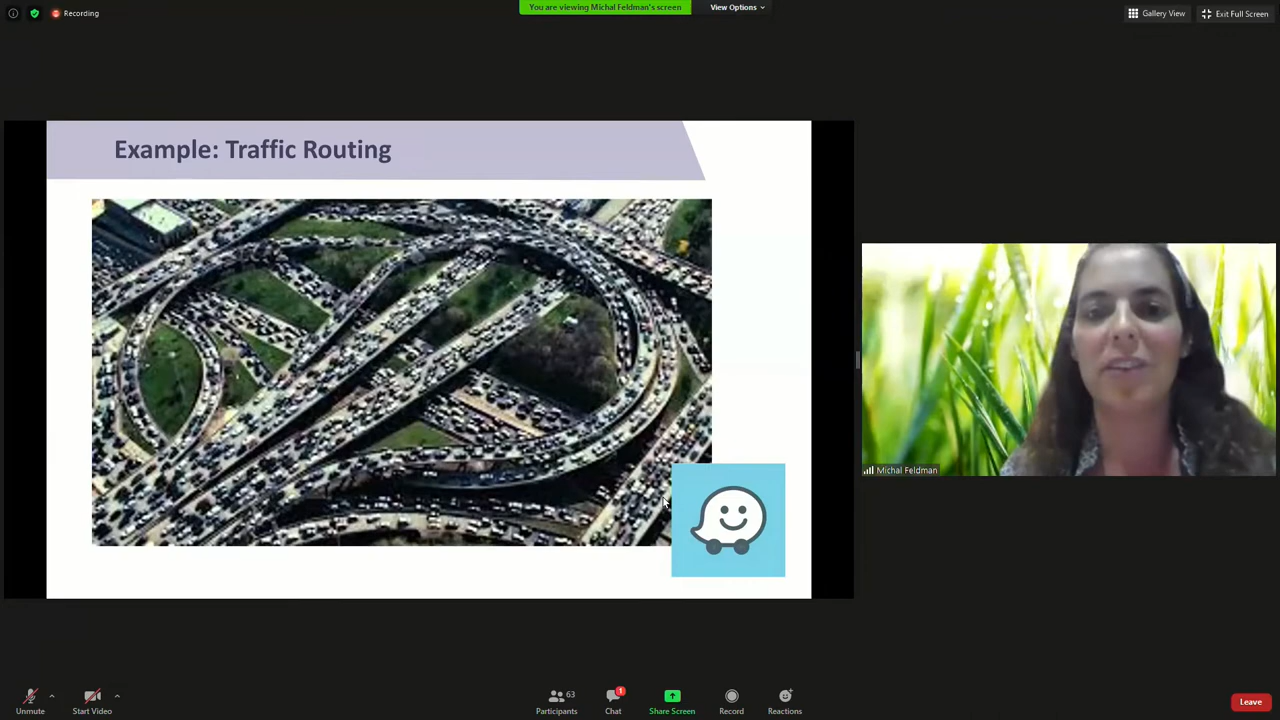 Recording
You are viewing Michal Feldman's screen
View Options
Gallery View
Exit Full Screen
Example: Traffic Routing
Michal Feldman
Unmute
Start Video
63
Participants
1
Chat
Share Screen
Record
Reactions
Leave